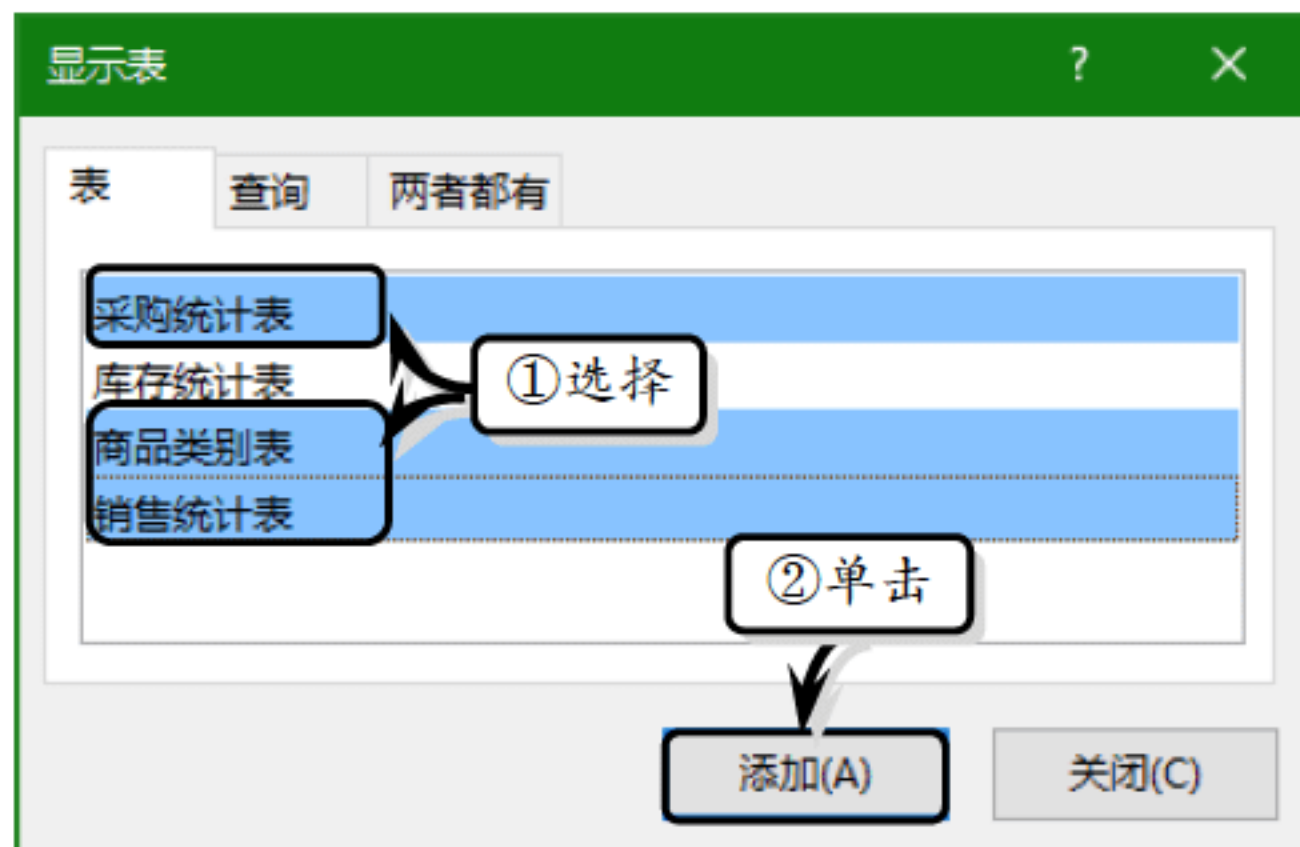 显示表
?
表 查询 两者都有
采购统计表
①选择
库存统计表
商品类别表
销售统计表
②单击
添加(A) 关闭(C)